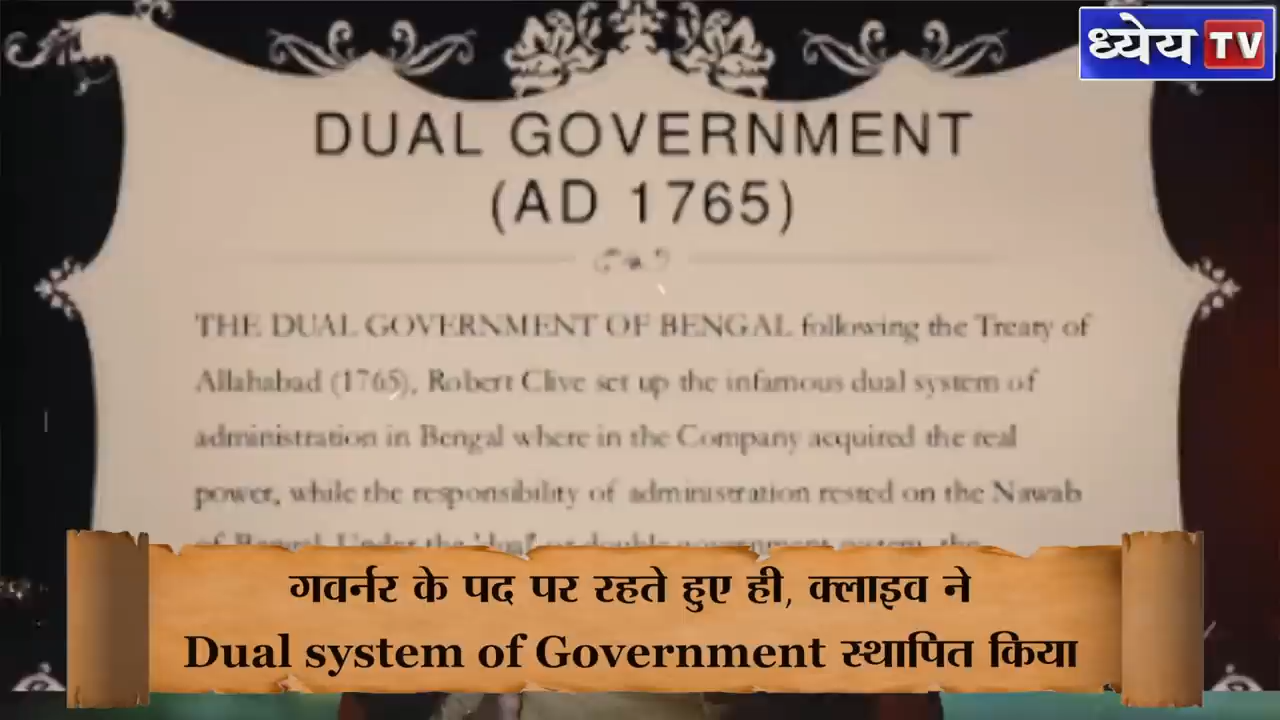 ध्येय TV
DUAL GOVERNMENT
(AD 1765)
THE DUAL GOVERNMENT OF BENGAL following the Treaty of
Allahabad (1765), Robert Clive set up the infamous dual system of
administration in Bengal where in the Company acquired the real
power, while the responsibility of administration rested on the Nawab
गवर्नर के पद पर रहते हुए ही, क्लाइव ने
Dual system of Government स्थापित किया